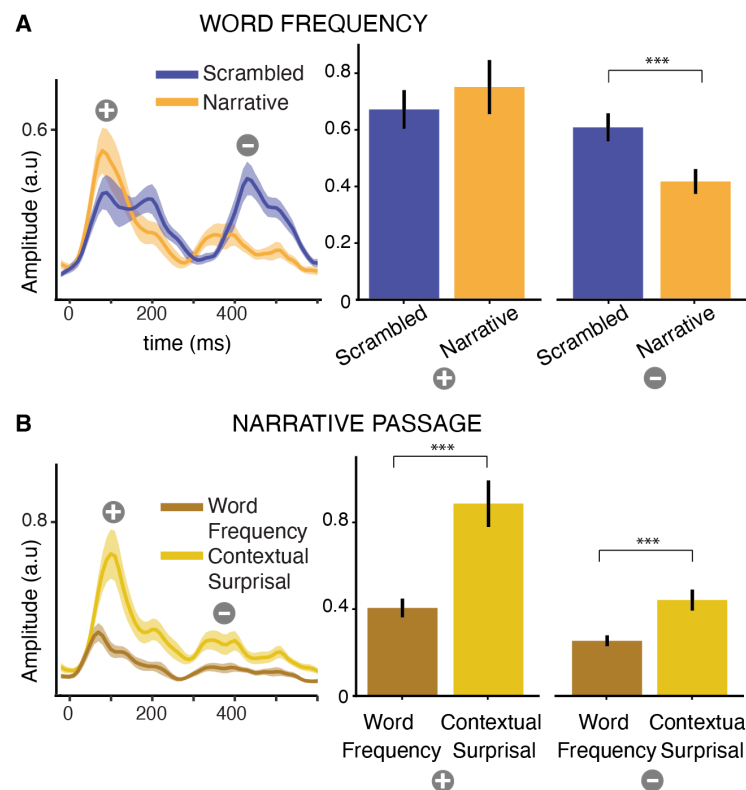 A WORD FREQUENCY
Scrambled
Narrative
+
−
0.6
Amplitude (a.u)
0 200 400
time (ms)
0.8
0.6
0.4
0.2
0
***
Scrambled Narrative Scrambled Narrative
+ −
B NARRATIVE PASSAGE
Word
Frequency
Contextual
Surprisal
+
−
0.8
Amplitude (a.u)
0 200 400
***
***
0.8
0.4
0
Word Contextual Word Contextual
Frequency Surprisal Frequency Surprisal
+ −